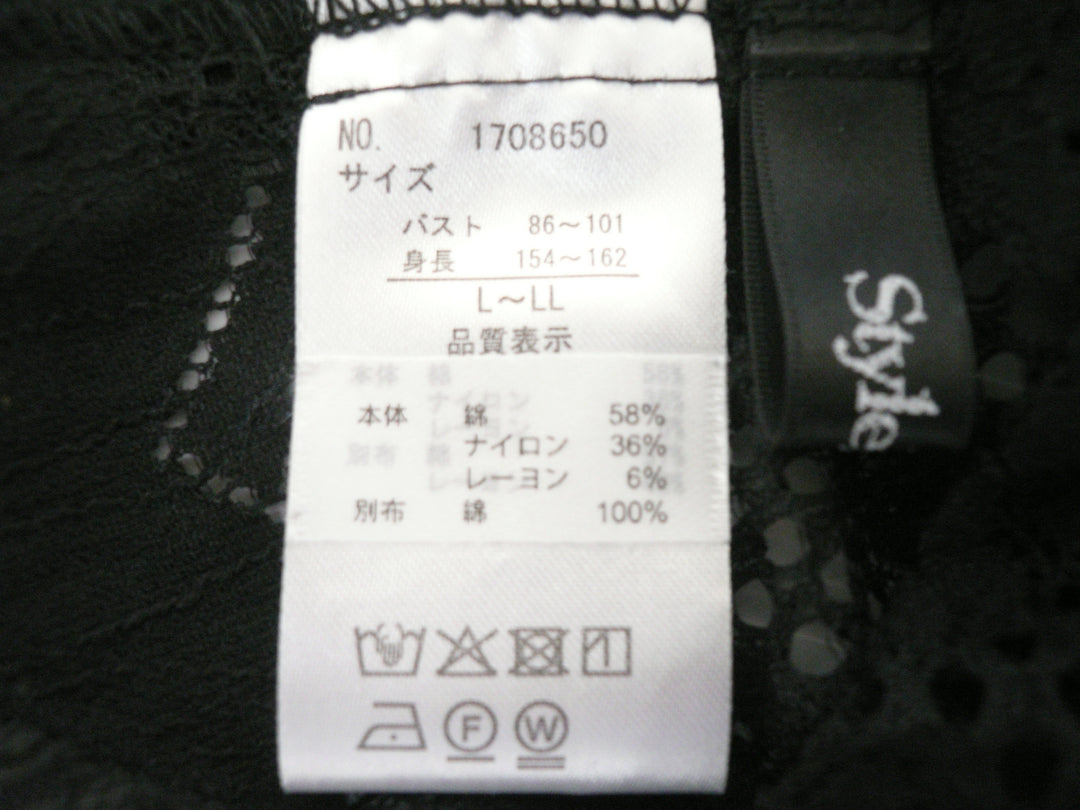 NO. 1708650
サイズ
バスト 86～101
身長 154～162
L～LL
品質表示
本体 綿 58%
ナイロン 36%
レーヨン 6%
別布 綿 100%
F W
Style